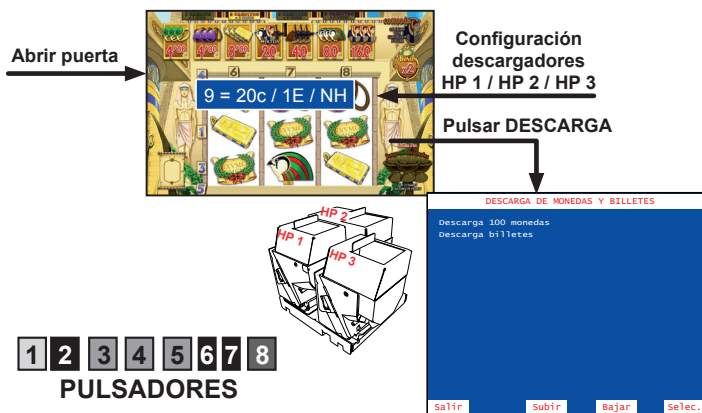 Abrir puerta
4'00
4'00
8'00
20
40
80
160
BONUS
x2
4
6
7
8
9 = 20c / 1E / NH
1
3
5
Configuración
descargadores
HP 1 / HP 2 / HP 3
Pulsar DESCARGA
HP 1
HP 2
HP 3
DESCARGA DE MONEDAS Y BILLETES
Descarga 100 monedas
Descarga billetes
Salir
Subir
Bajar
Selec.
1 2 3 4 5 6 7 8
PULSADORES